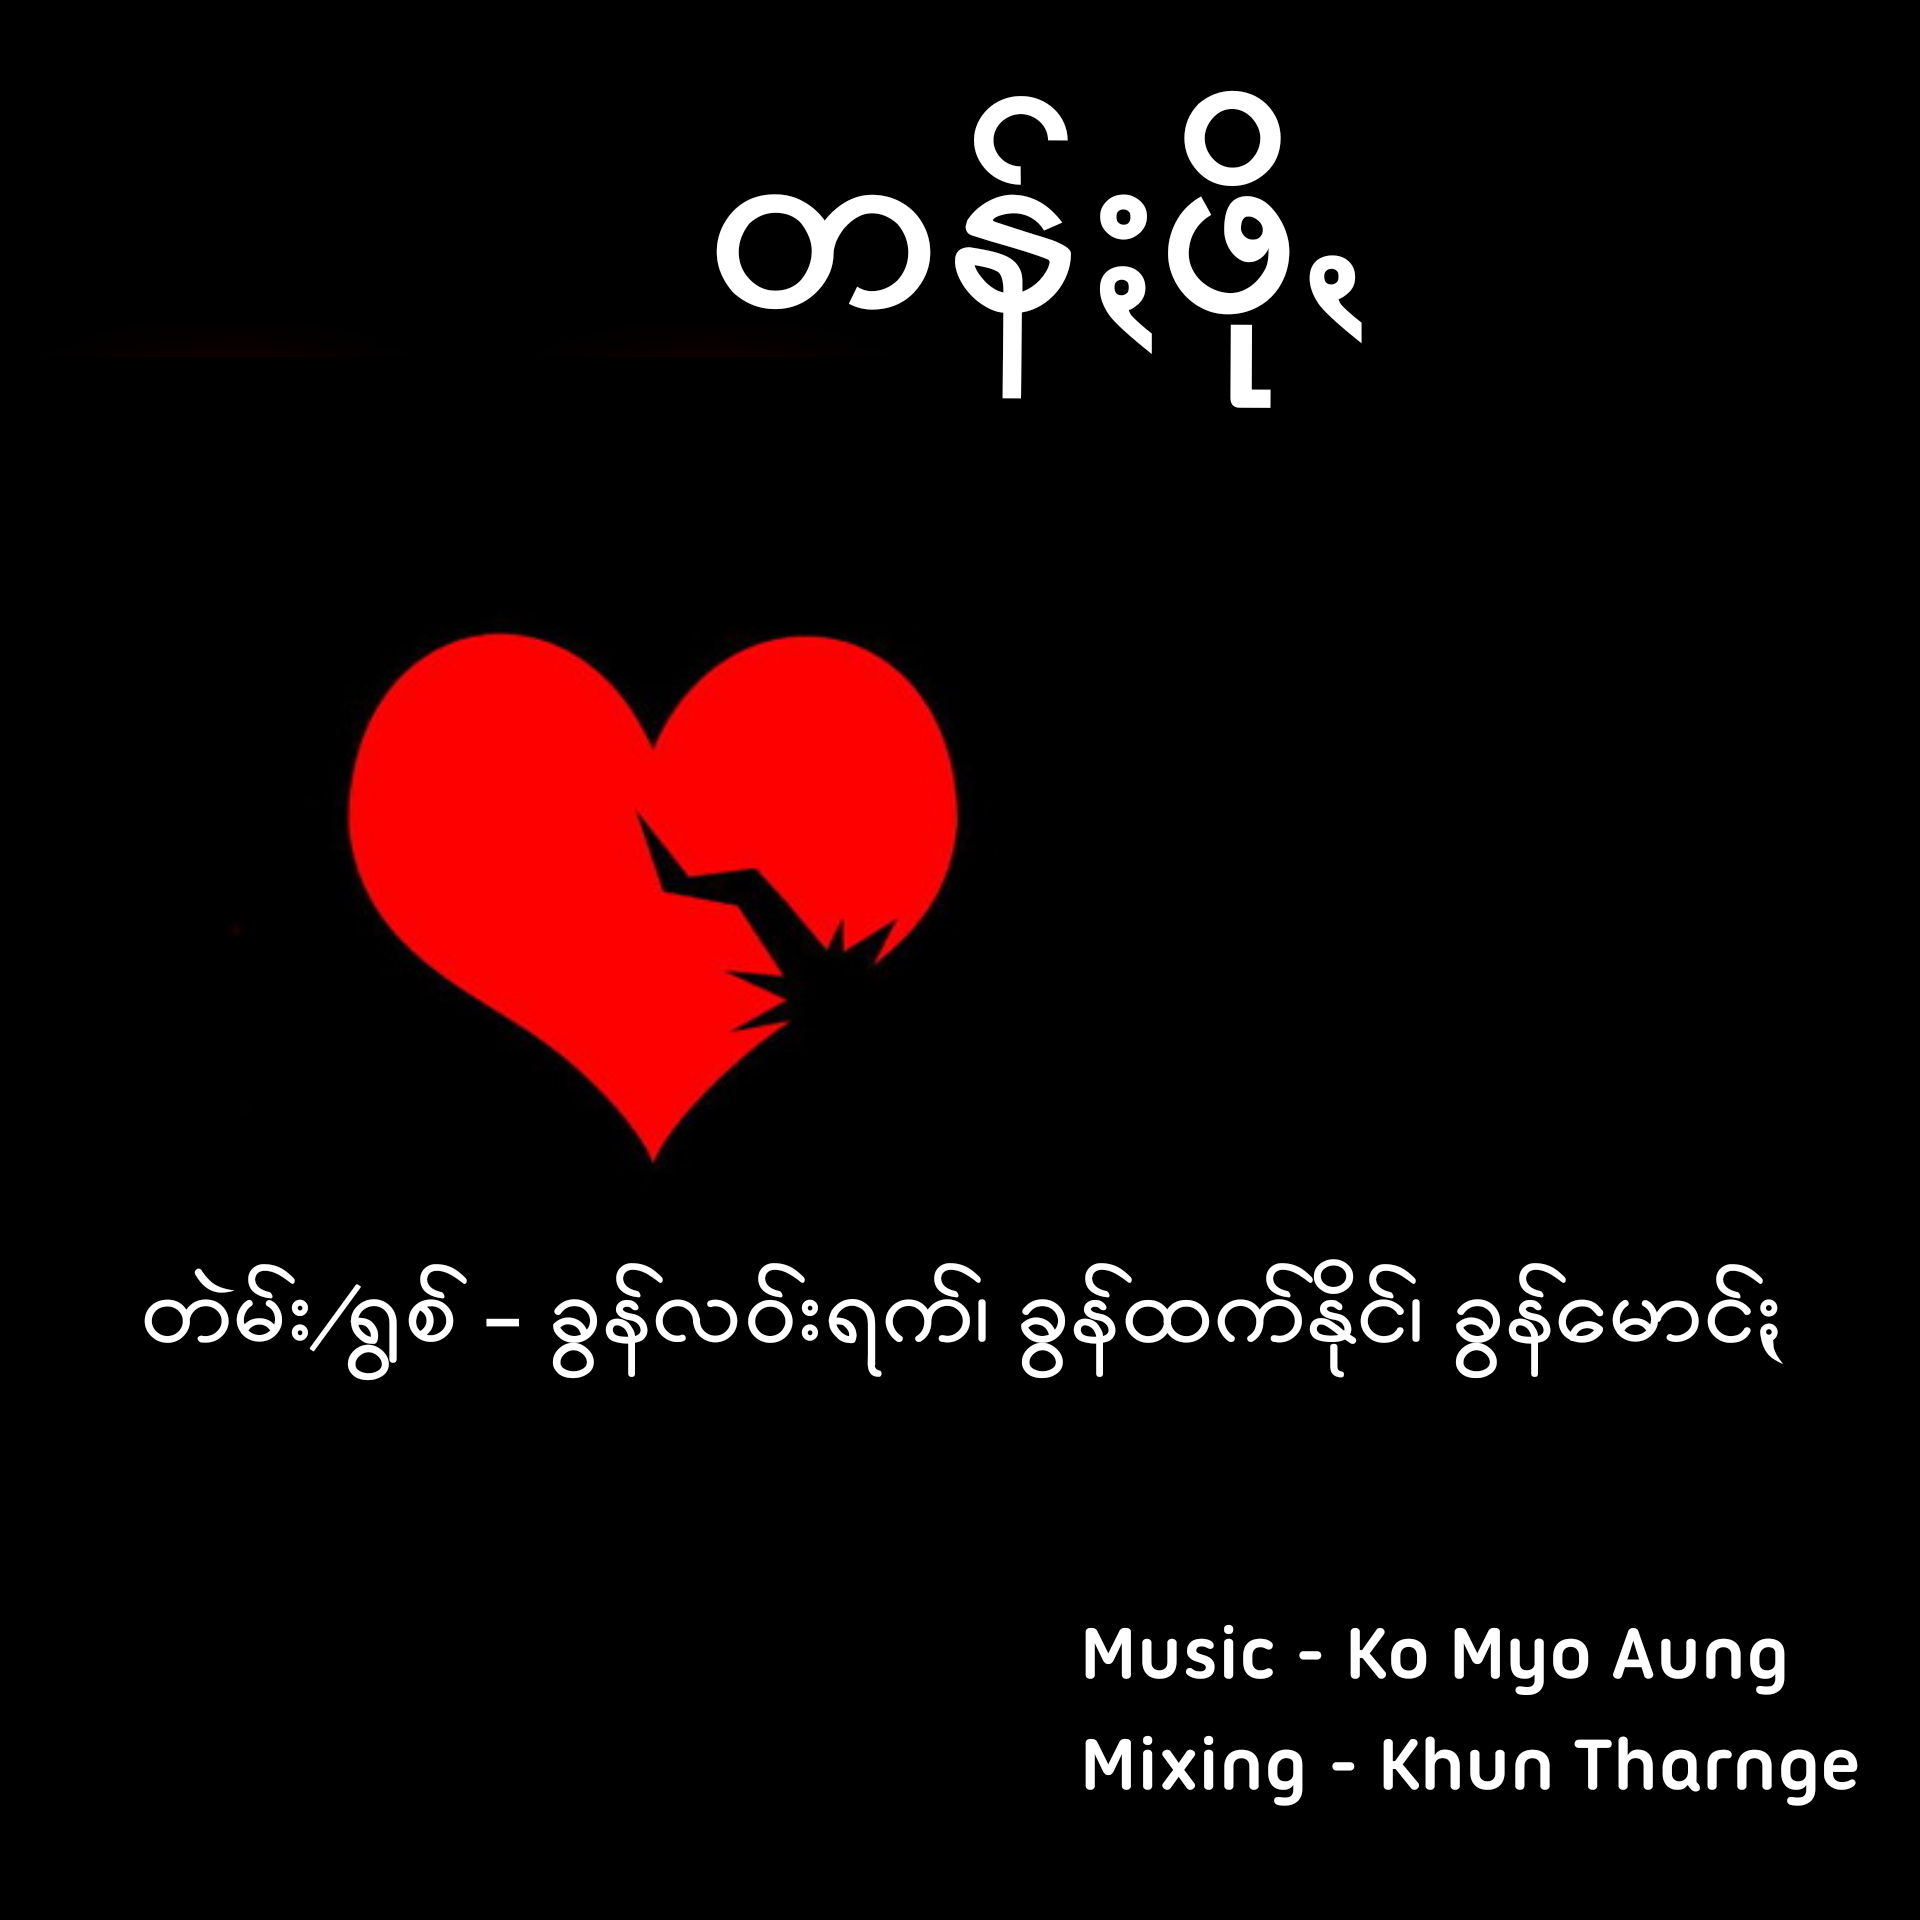 တန်ꩻဖိုႏ
တဲမ်း/ရွစ် – ခွန်လဝ်းရက်၊ ခွန်ထက်နိုင်၊ ခွန်မောင်ꩻ
Music - Ko Myo Aung
Mixing - Khun Tharnge